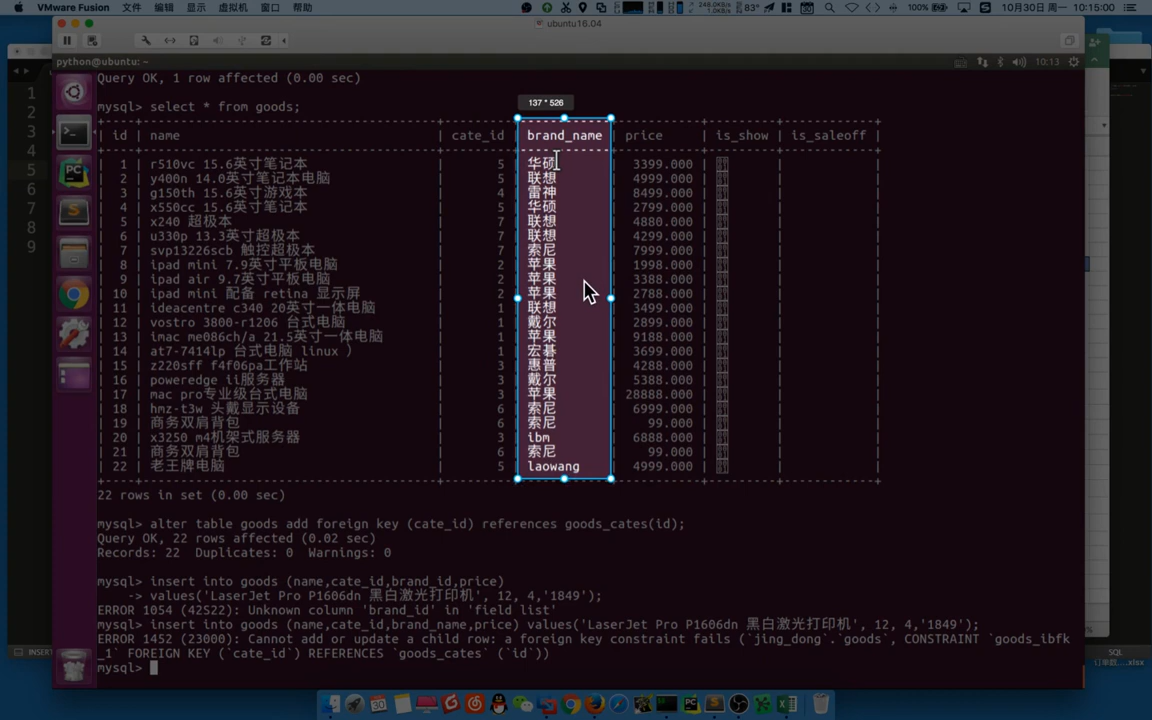 VMware Fusion 文件 编辑 显示 虚拟机 窗口 帮助 83° 100% 10月30日 周一 10:15:00
ubuntu16.04
python@ubuntu: ~ 10:13
Query OK, 1 row affected (0.00 sec)
mysql> select * from goods;
137 * 526
| id | name | cate_id | brand_name | price | is_show | is_saleoff |
| 1 | r510vc 15.6英寸笔记本 | 5 | 华硕 | 3399.000 |
| 2 | y400n 14.0英寸笔记本电脑 | 5 | 联想 | 4999.000 |
| 3 | g150th 15.6英寸游戏本 | 4 | 雷神 | 8499.000 |
| 4 | x550cc 15.6英寸笔记本 | 5 | 华硕 | 2799.000 |
| 5 | x240 超极本 | 7 | 联想 | 4880.000 |
| 6 | u330p 13.3英寸超极本 | 7 | 联想 | 4299.000 |
| 7 | svp13226scb 触控超极本 | 7 | 索尼 | 7999.000 |
| 8 | ipad mini 7.9英寸平板电脑 | 2 | 苹果 | 1998.000 |
| 9 | ipad air 9.7英寸平板电脑 | 2 | 苹果 | 3388.000 |
| 10 | ipad mini 配备 retina 显示屏 | 2 | 苹果 | 2788.000 |
| 11 | ideacentre c340 20英寸一体电脑 | 1 | 联想 | 3499.000 |
| 12 | vostro 3800-r1206 台式电脑 | 1 | 戴尔 | 2899.000 |
| 13 | imac me086ch/a 21.5英寸一体电脑 | 1 | 苹果 | 9188.000 |
| 14 | at7-7414lp 台式电脑 linux ) | 1 | 宏碁 | 3699.000 |
| 15 | z220sff f4f06pa工作站 | 3 | 惠普 | 4288.000 |
| 16 | poweredge ii服务器 | 3 | 戴尔 | 5388.000 |
| 17 | mac pro专业级台式电脑 | 3 | 苹果 | 28888.000 |
| 18 | hmz-t3w 头戴显示设备 | 6 | 索尼 | 6999.000 |
| 19 | 商务双肩背包 | 6 | 索尼 | 99.000 |
| 20 | x3250 m4机架式服务器 | 3 | ibm | 6888.000 |
| 21 | 商务双肩背包 | 6 | 索尼 | 99.000 |
| 22 | 老王牌电脑 | 5 | laowang | 4999.000 |
22 rows in set (0.00 sec)
mysql> alter table goods add foreign key (cate_id) references goods_cates(id);
Query OK, 22 rows affected (0.02 sec)
Records: 22 Duplicates: 0 Warnings: 0
mysql> insert into goods (name,cate_id,brand_id,price)
-> values('LaserJet Pro P1606dn 黑白激光打印机', 12, 4,'1849');
ERROR 1054 (42S22): Unknown column 'brand_id' in 'field list'
mysql> insert into goods (name,cate_id,brand_name,price) values('LaserJet Pro P1606dn 黑白激光打印机', 12, 4,'1849');
ERROR 1452 (23000): Cannot add or update a child row: a foreign key constraint fails (`jing_dong`.`goods`, CONSTRAINT `goods_ibfk
_1` FOREIGN KEY (`cate_id`) REFERENCES `goods_cates` (`id`))
mysql>
1
2
3
4
5
6
7
8
9
INSERT
SQL
.xlsx